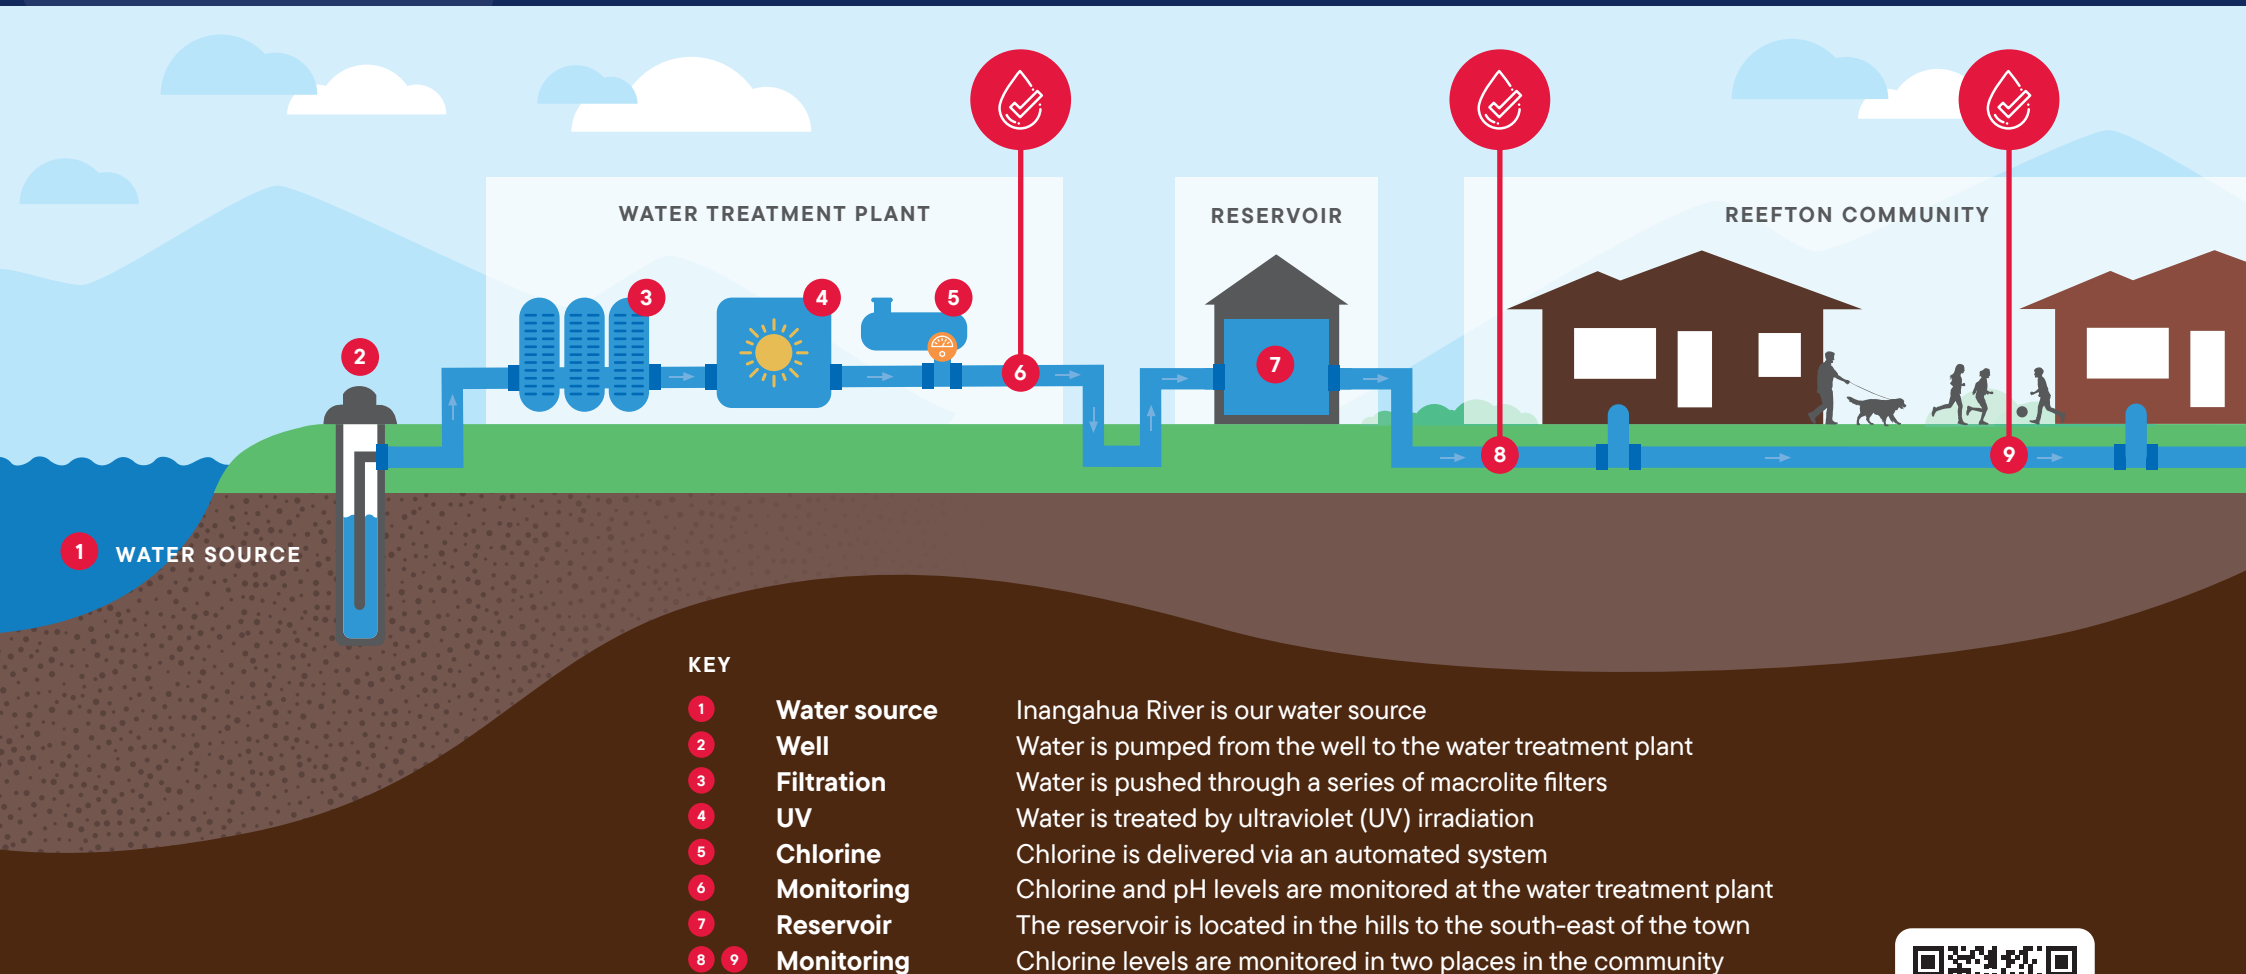 WATER TREATMENT PLANT
RESERVOIR
REEFTON COMMUNITY
3
4
5
2
6
7
8
9
1 WATER SOURCE
KEY
1 Water source Inangahua River is our water source
2 Well Water is pumped from the well to the water treatment plant
3 Filtration Water is pushed through a series of macrolite filters
4 UV Water is treated by ultraviolet (UV) irradiation
5 Chlorine Chlorine is delivered via an automated system
6 Monitoring Chlorine and pH levels are monitored at the water treatment plant
7 Reservoir The reservoir is located in the hills to the south-east of the town
8 9 Monitoring Chlorine levels are monitored in two places in the community